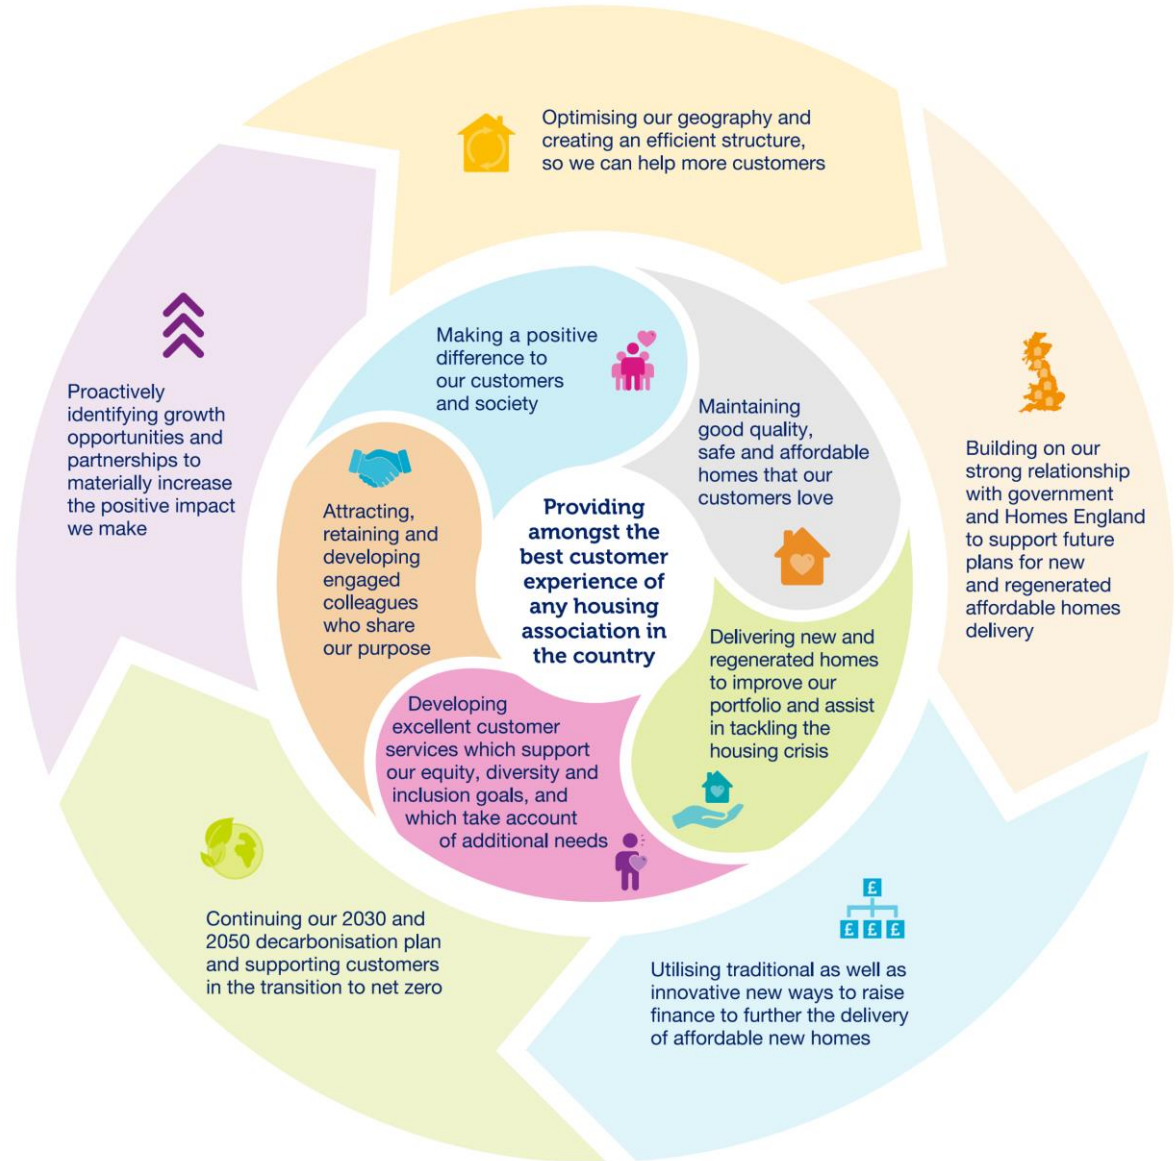 Optimising our geography and
creating an efficient structure,
so we can help more customers
Building on our
strong relationship
with government
and Homes England
to support future
plans for new
and regenerated
affordable homes
delivery
£
£ £ £
Utilising traditional as well as
innovative new ways to raise
finance to further the delivery
of affordable new homes
Continuing our 2030 and
2050 decarbonisation plan
and supporting customers
in the transition to net zero
Proactively
identifying growth
opportunities and
partnerships to
materially increase
the positive impact
we make
Making a positive
difference to
our customers
and society
Maintaining
good quality,
safe and affordable
homes that our
customers love
Delivering new and
regenerated homes
to improve our
portfolio and assist
in tackling the
housing crisis
Developing
excellent customer
services which support
our equity, diversity and
inclusion goals, and
which take account
of additional needs
Attracting,
retaining and
developing
engaged
colleagues
who share
our purpose
Providing
amongst the
best customer
experience of
any housing
association in
the country